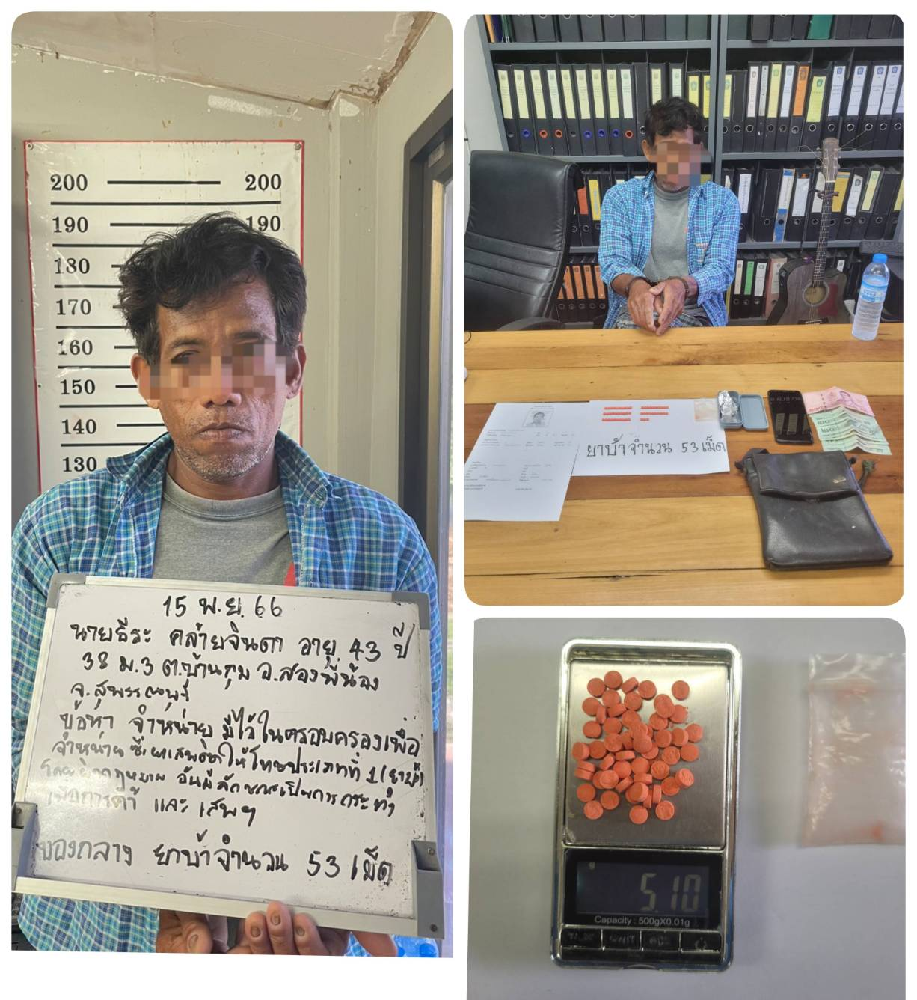 200 200
190 190
180
170
160
150
140
130
15 พ.ย. 66
นายธีระ คล้ายจินดา อายุ 43 ปี
38 ม.3 ต.บ้านกุ่ม อ.สองพี่น้อง
จ.สุพรรณบุรี
ข้อหา จำหน่าย มีไว้ในครอบครองเพื่อ
จำหน่าย ซึ่งยาเสพติดให้โทษประเภทที่ 1 (ยาบ้า)
โดยผิดกฎหมาย อันมีลักษณะเป็นการกระทำ
เพื่อการค้า และ เสพฯ
ของกลาง ยาบ้าจำนวน 53 เม็ด
ยาบ้าจำนวน 53 เม็ด
g
5.10
Capacity : 500gX0.01g